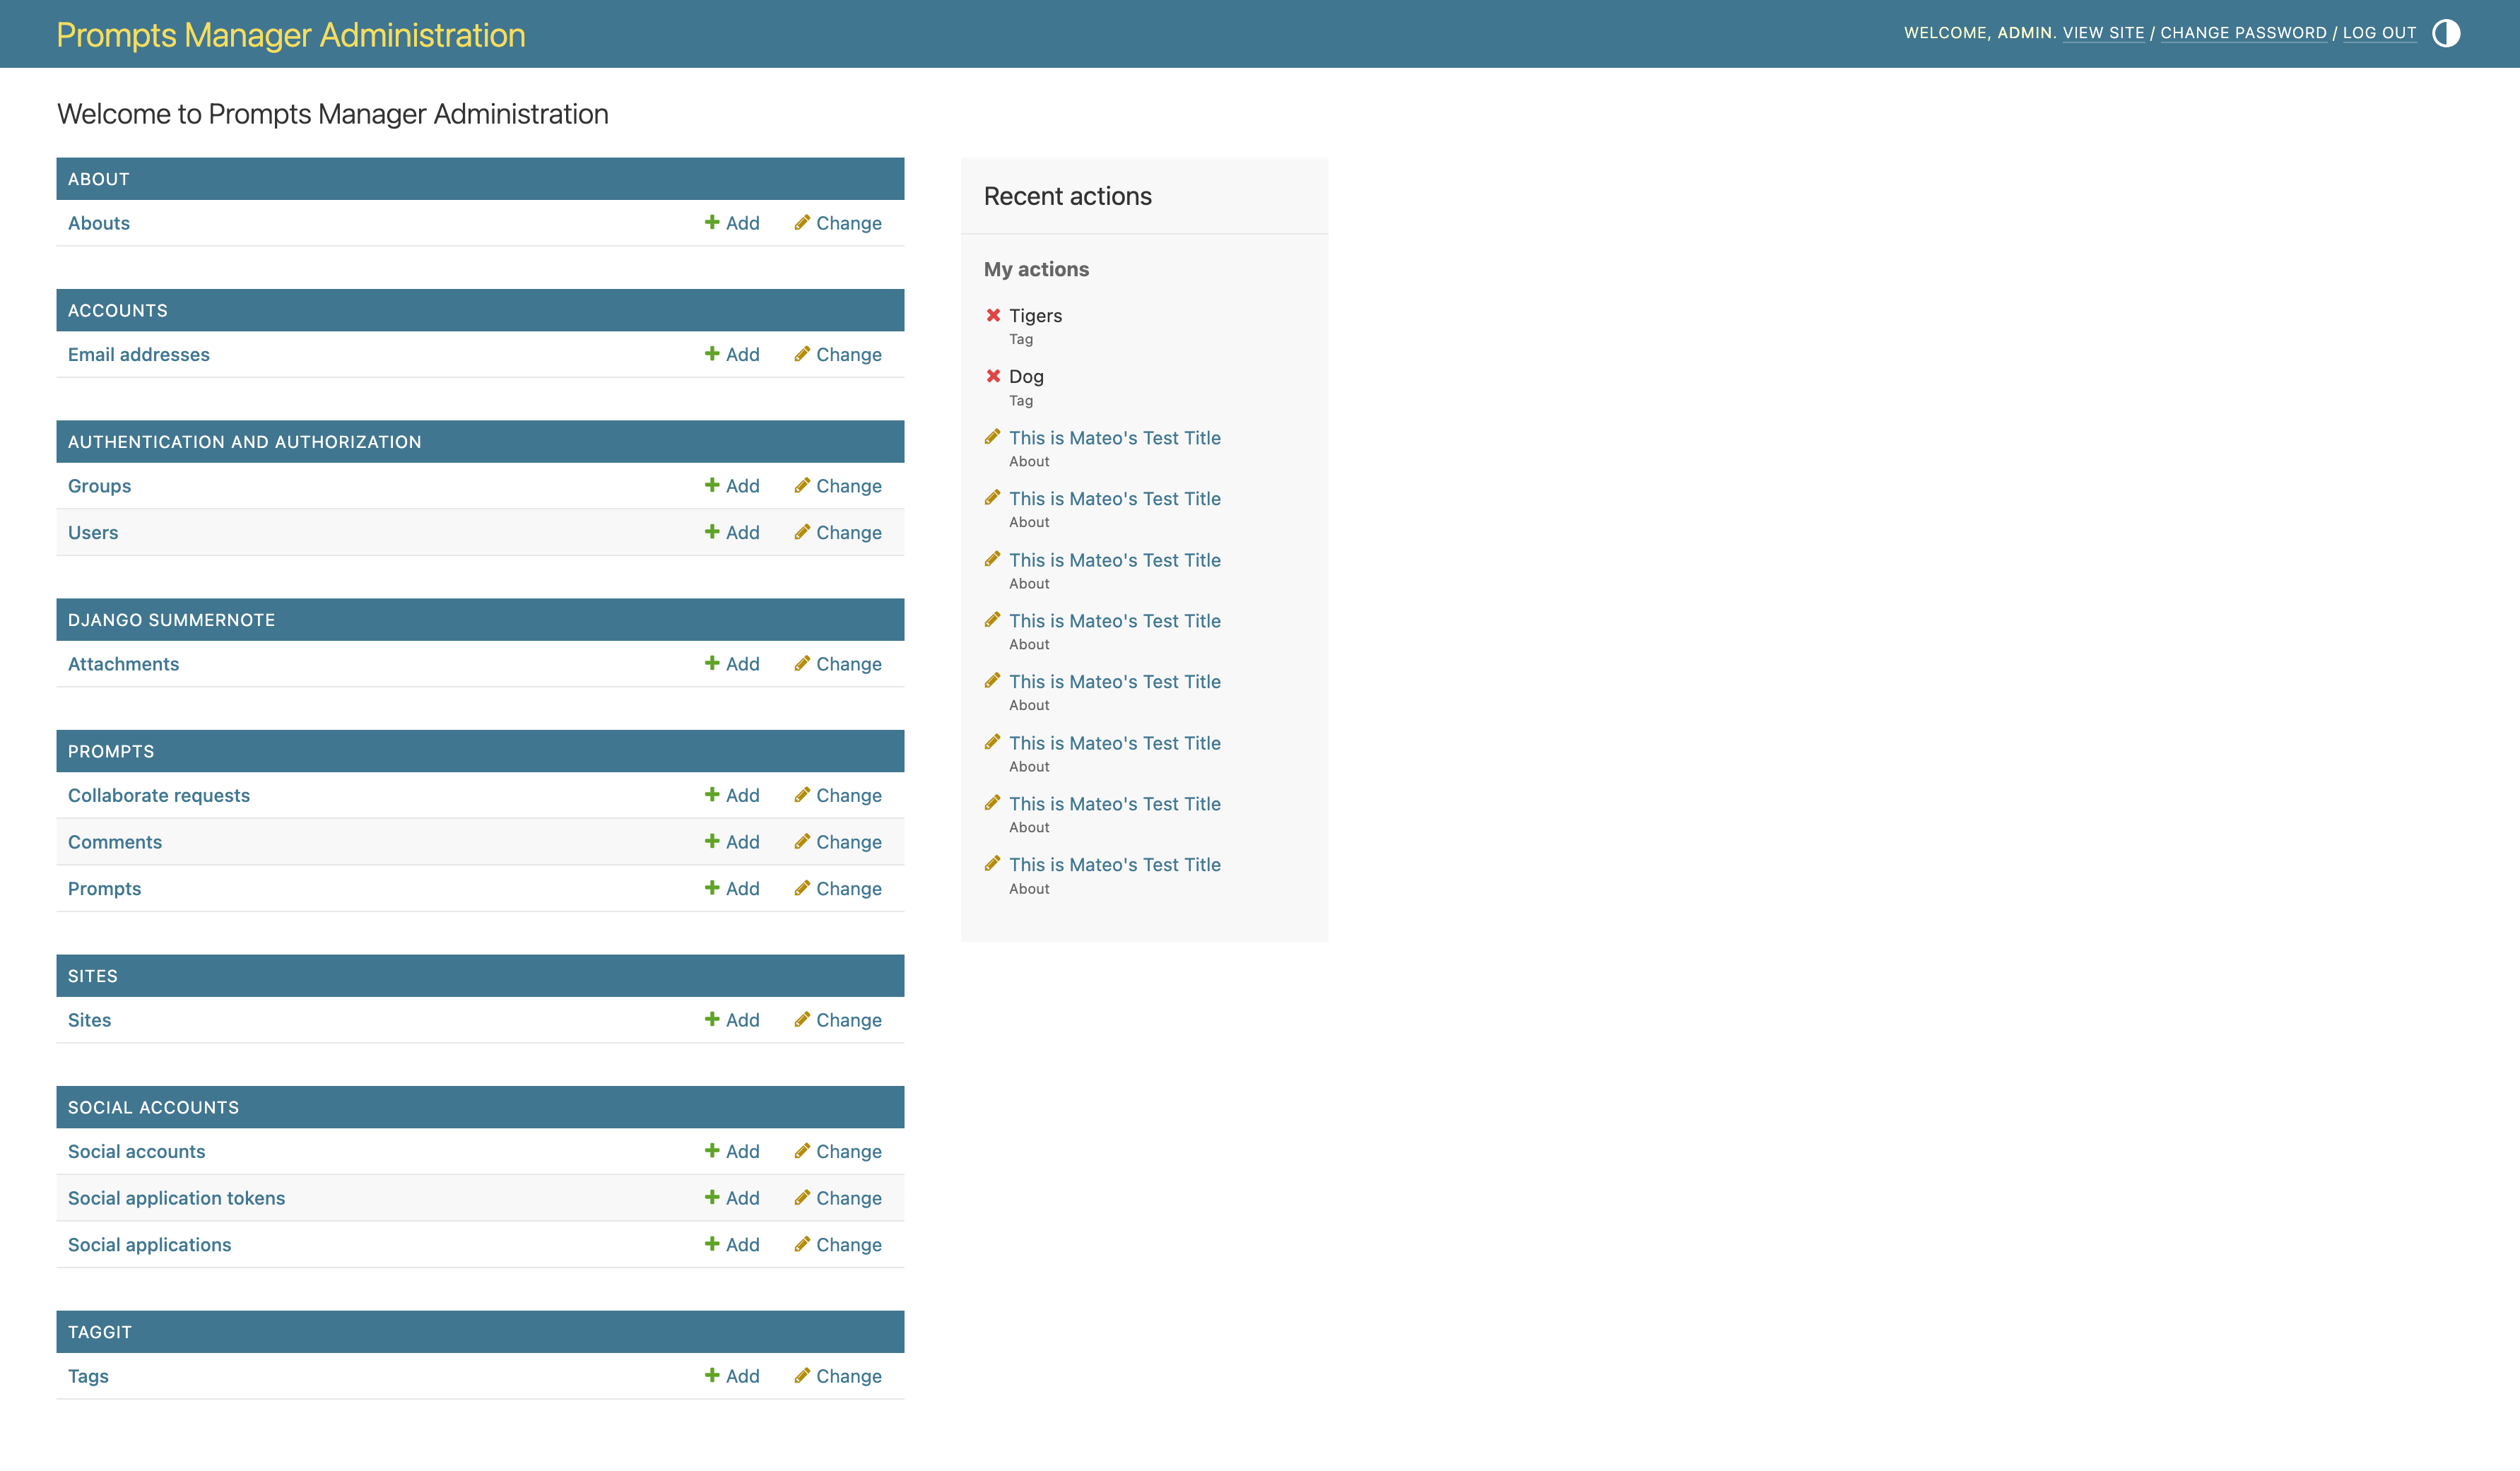 Prompts Manager Administration
WELCOME, ADMIN. VIEW SITE / CHANGE PASSWORD / LOG OUT
Welcome to Prompts Manager Administration
ABOUT
Abouts Add Change
ACCOUNTS
Email addresses Add Change
AUTHENTICATION AND AUTHORIZATION
Groups Add Change
Users Add Change
DJANGO SUMMERNOTE
Attachments Add Change
PROMPTS
Collaborate requests Add Change
Comments Add Change
Prompts Add Change
SITES
Sites Add Change
SOCIAL ACCOUNTS
Social accounts Add Change
Social application tokens Add Change
Social applications Add Change
TAGGIT
Tags Add Change
Recent actions
My actions
Tigers
Tag
Dog
Tag
This is Mateo's Test Title
About
This is Mateo's Test Title
About
This is Mateo's Test Title
About
This is Mateo's Test Title
About
This is Mateo's Test Title
About
This is Mateo's Test Title
About
This is Mateo's Test Title
About
This is Mateo's Test Title
About